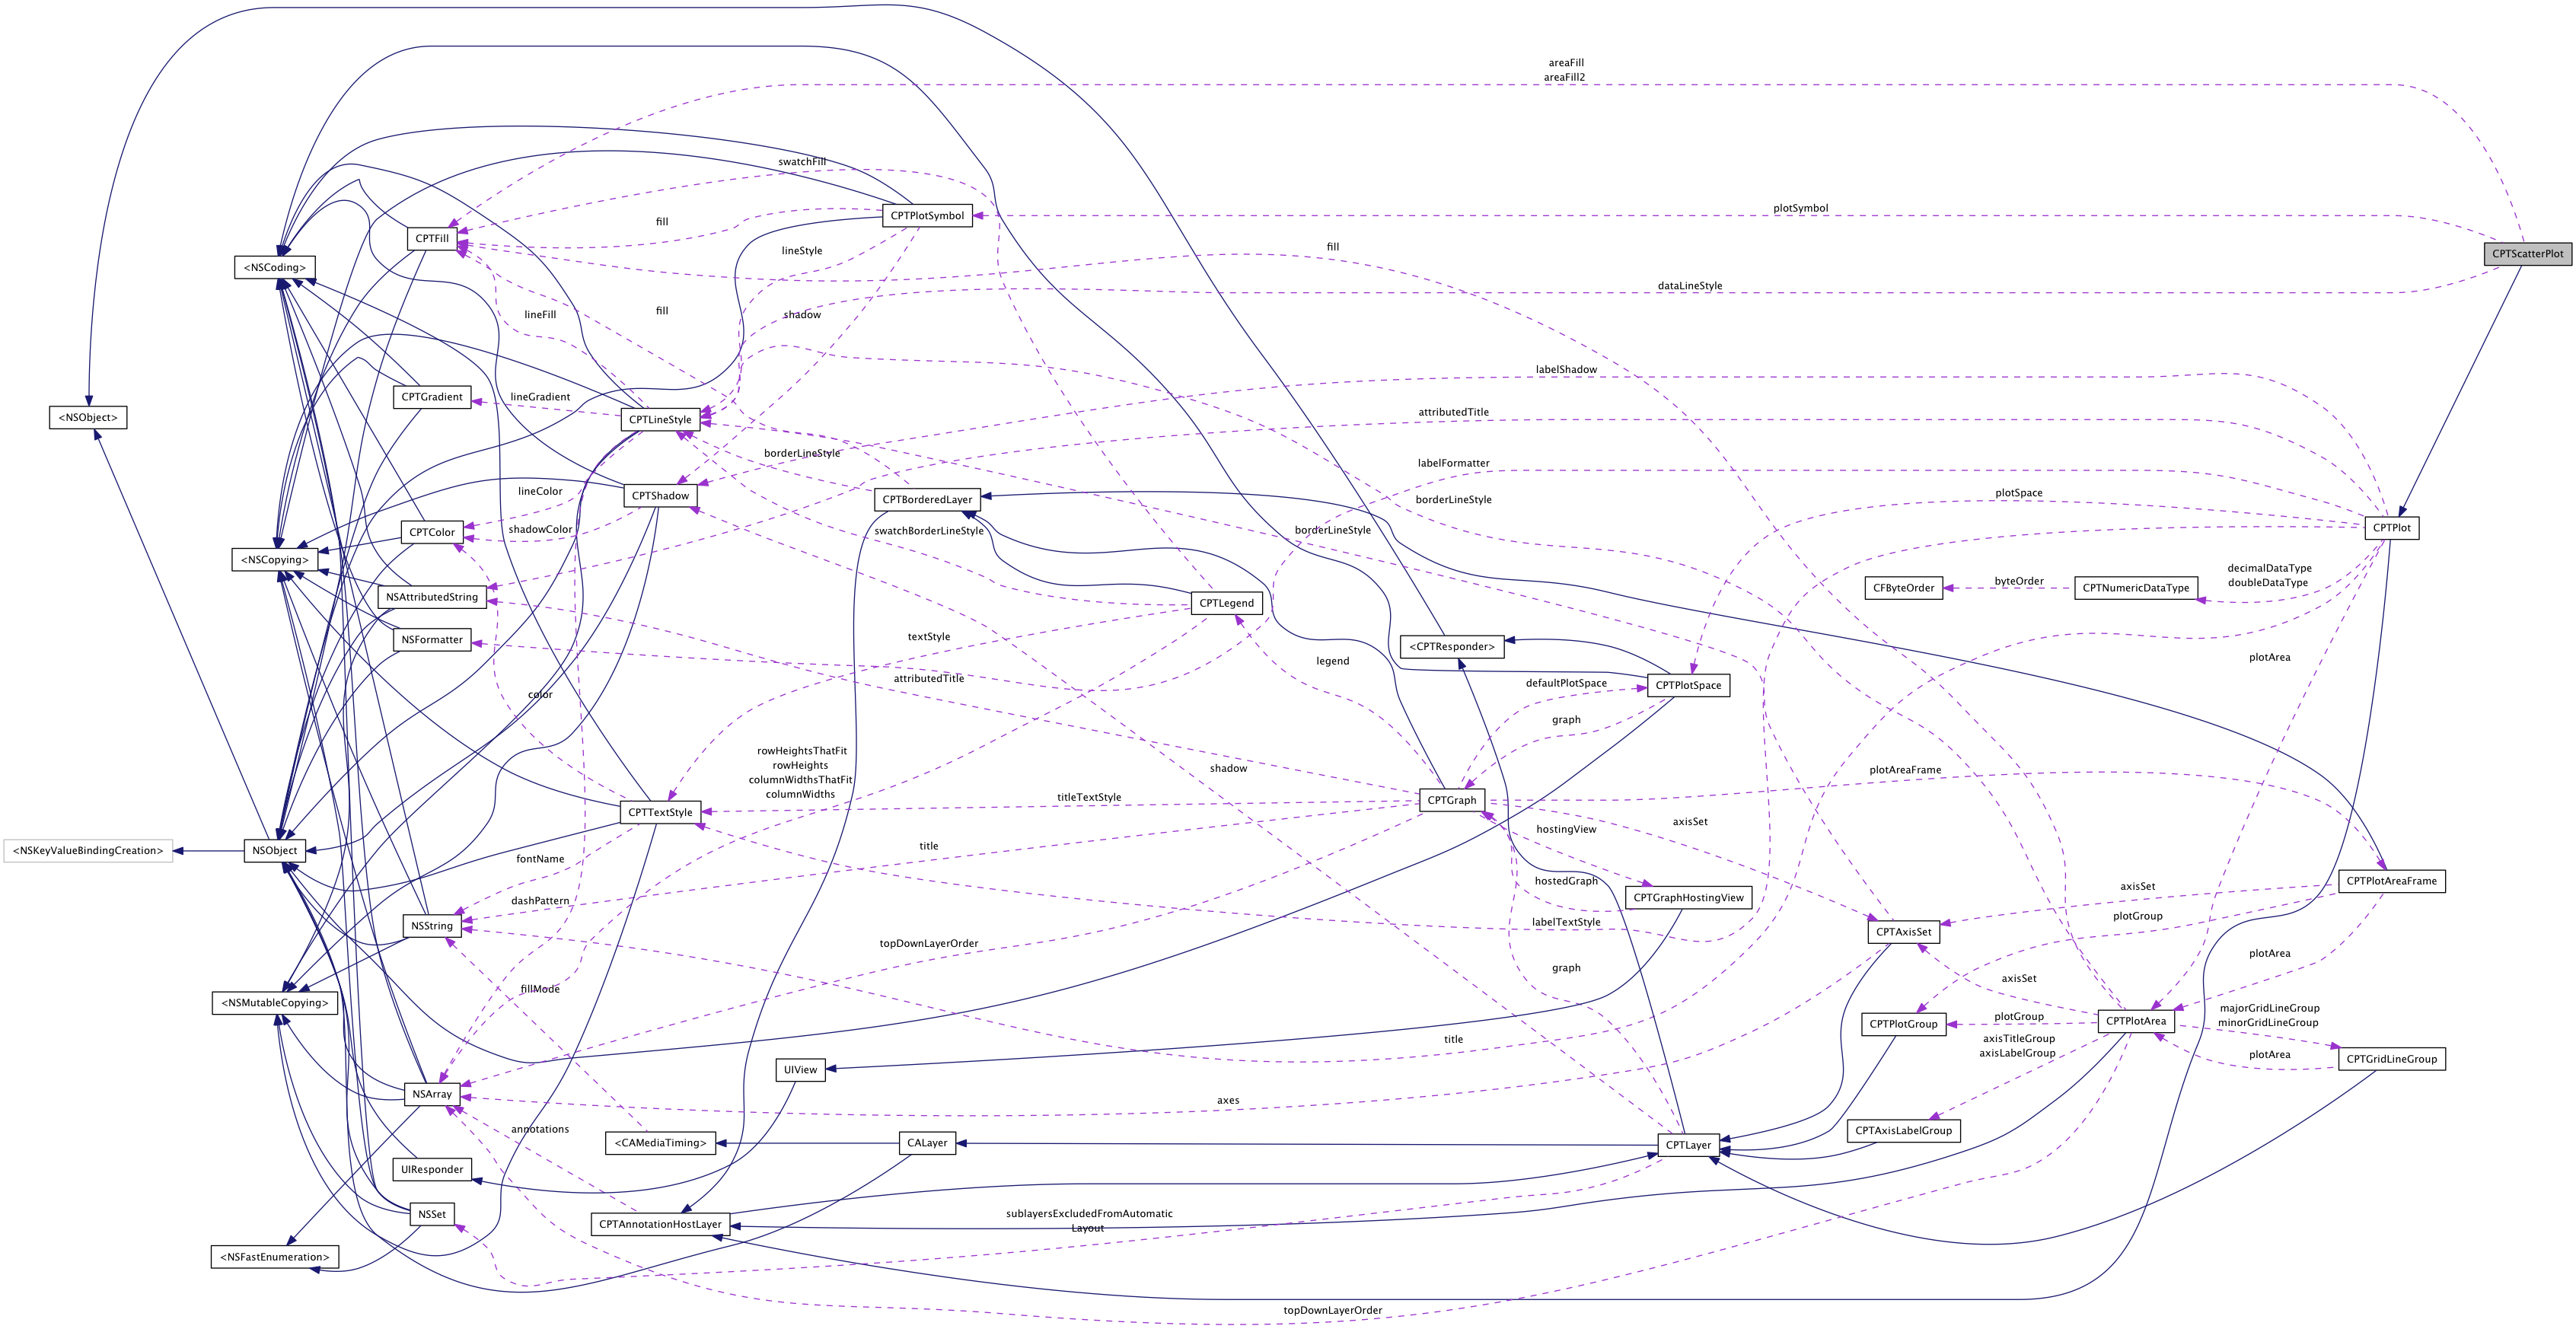 areaFill
areaFill2
swatchFill
plotSymbol
CPTPlotSymbol
fill
CPTFill
fill
lineStyle
CPTScatterPlot
<NSCoding>
dataLineStyle
lineFill
fill
shadow
labelShadow
lineGradient
CPTGradient
<NSObject>
CPTLineStyle
attributedTitle
borderLineStyle
labelFormatter
lineColor
CPTShadow
CPTBorderedLayer
borderLineStyle
plotSpace
shadowColor
swatchBorderLineStyle
borderLineStyle
CPTPlot
CPTColor
<NSCopying>
decimalDataType
doubleDataType
byteOrder
CFByteOrder
CPTNumericDataType
NSAttributedString
CPTLegend
NSFormatter
textStyle
<CPTResponder>
legend
plotArea
attributedTitle
defaultPlotSpace
CPTPlotSpace
color
graph
rowHeightsThatFit
rowHeights
columnWidthsThatFit
columnWidths
shadow
plotAreaFrame
titleTextStyle
CPTGraph
CPTTextStyle
axisSet
hostingView
title
<NSKeyValueBindingCreation>
NSObject
fontName
hostedGraph
CPTPlotAreaFrame
axisSet
dashPattern
CPTGraphHostingView
plotGroup
labelTextStyle
NSString
CPTAxisSet
topDownLayerOrder
plotArea
graph
axisSet
fillMode
<NSMutableCopying>
majorGridLineGroup
minorGridLineGroup
plotGroup
CPTPlotGroup
CPTPlotArea
title
axisTitleGroup
axisLabelGroup
plotArea
CPTGridLineGroup
UIView
NSArray
axes
annotations
CPTAxisLabelGroup
<CAMediaTiming>
CALayer
CPTLayer
UIResponder
NSSet
sublayersExcludedFromAutomatic
Layout
CPTAnnotationHostLayer
<NSFastEnumeration>
topDownLayerOrder